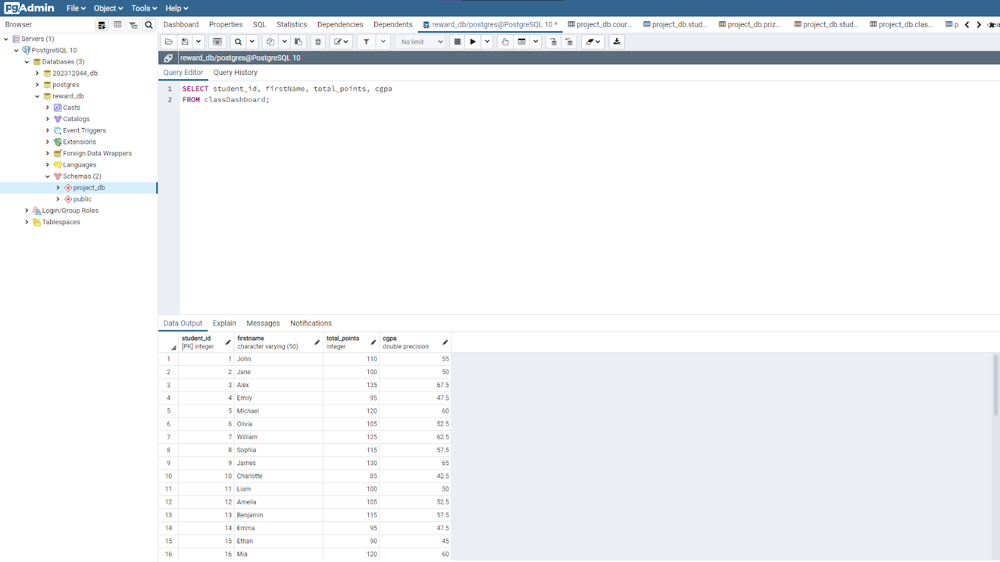 pgAdmin File Object Tools Help
Browser
Dashboard Properties SQL Statistics Dependencies Dependents reward_db/postgres@PostgreSQL 10 * project_db.cour... project_db.stud... project_db.priz... project_db.stud... project_db.clas... p
Servers (1)
PostgreSQL 10
Databases (3)
202312044_db
postgres
reward_db
Casts
Catalogs
Event Triggers
Extensions
Foreign Data Wrappers
Languages
Schemas (2)
project_db
public
Login/Group Roles
Tablespaces
No limit
reward_db/postgres@PostgreSQL 10
Query Editor Query History
1 SELECT student_id, firstName, total_points, cgpa
2 FROM classDashboard;
Data Output Explain Messages Notifications
student_id firstname total_points cgpa
[PK] integer character varying (50) integer double precision
1 1 John 110 55
2 2 Jane 100 50
3 3 Alex 135 67.5
4 4 Emily 95 47.5
5 5 Michael 120 60
6 6 Olivia 105 52.5
7 7 William 125 62.5
8 8 Sophia 115 57.5
9 9 James 130 65
10 10 Charlotte 85 42.5
11 11 Liam 100 50
12 12 Amelia 105 52.5
13 13 Benjamin 115 57.5
14 14 Emma 95 47.5
15 15 Ethan 90 45
16 16 Mia 120 60